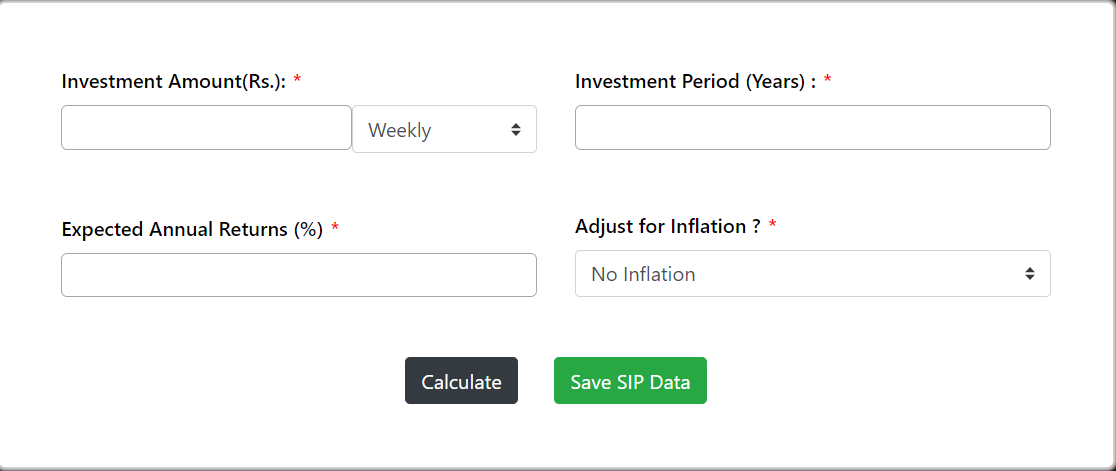 Investment Amount(Rs.): *
Investment Period (Years) : *
Weekly
Expected Annual Returns (%) *
Adjust for Inflation ? *
No Inflation
Calculate
Save SIP Data